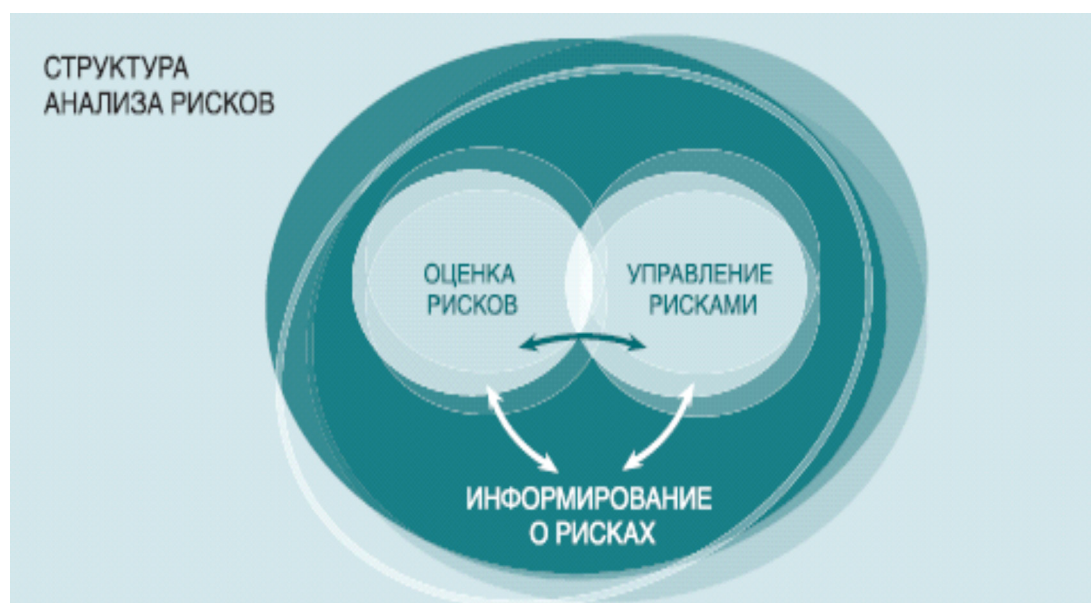 СТРУКТУРА
АНАЛИЗА РИСКОВ
ОЦЕНКА
РИСКОВ
УПРАВЛЕНИЕ
РИСКАМИ
ИНФОРМИРОВАНИЕ
О РИСКАХ